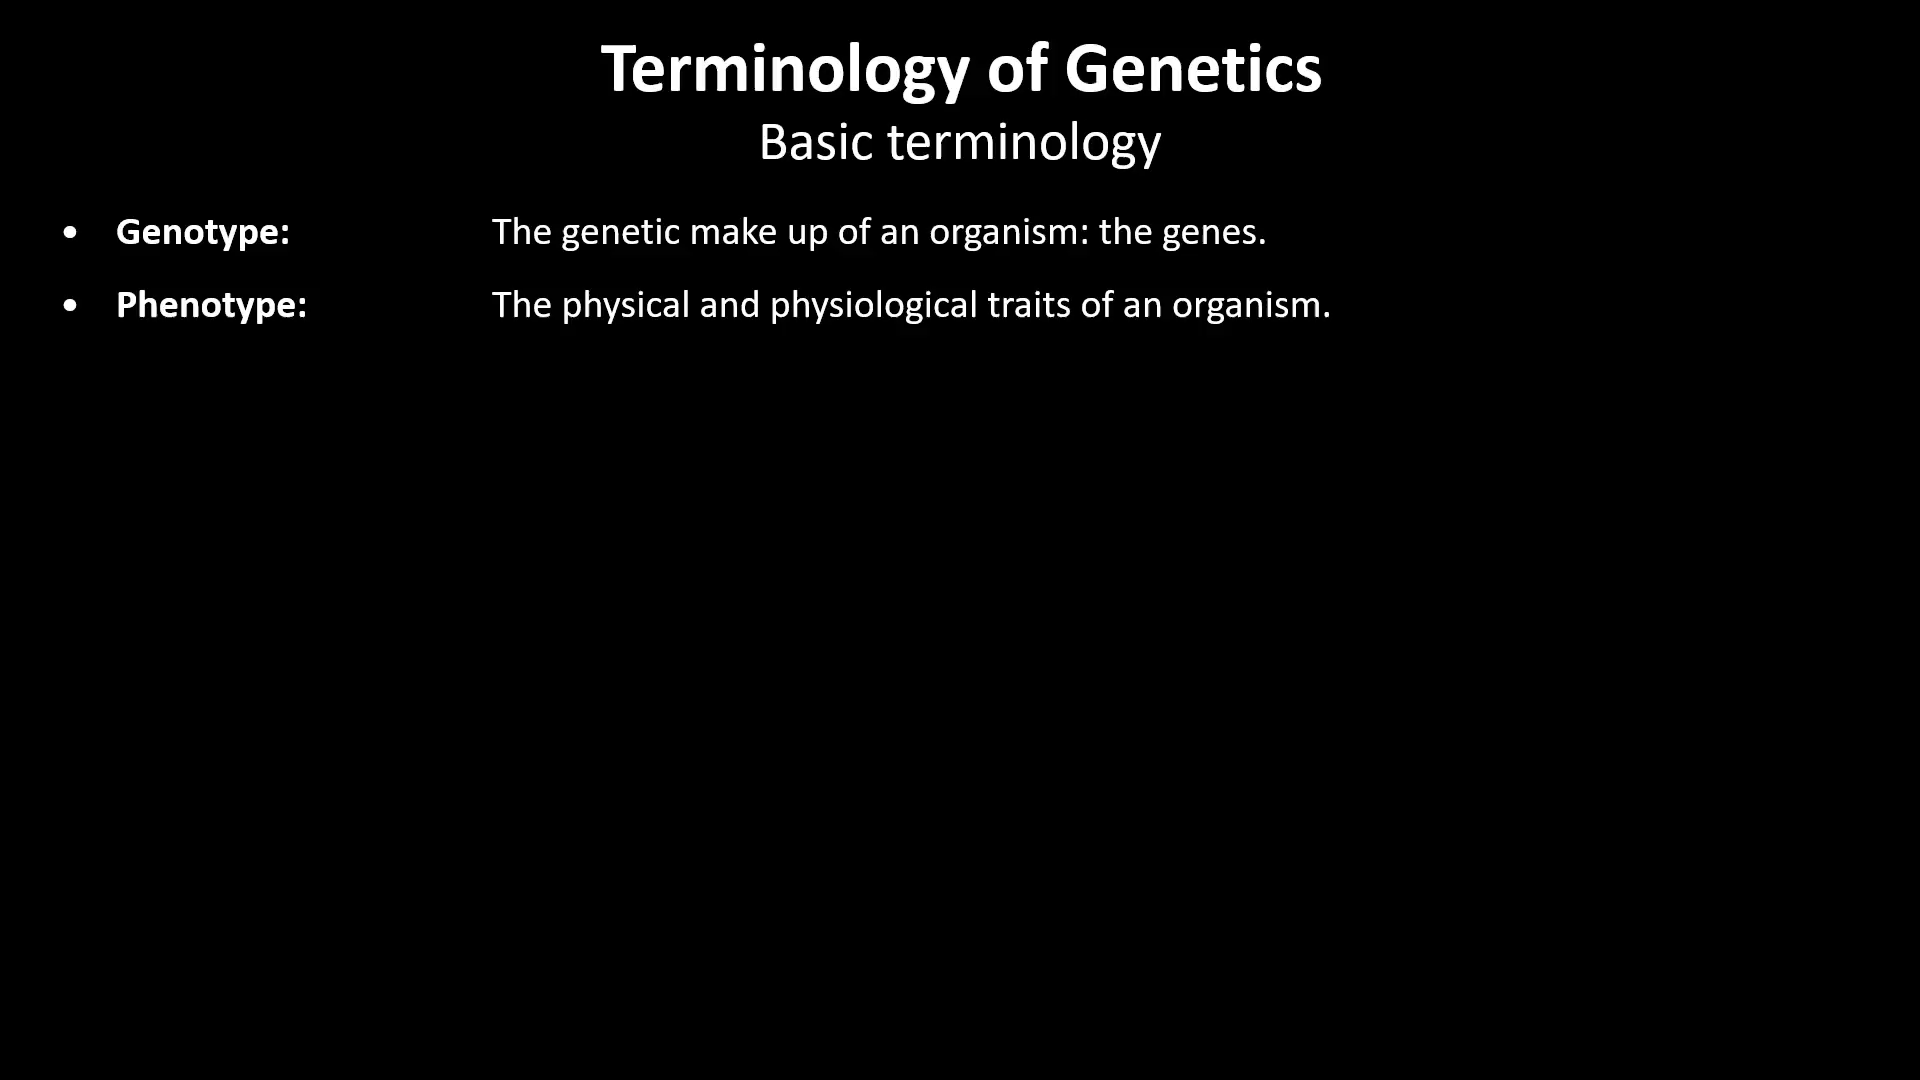 Terminology of Genetics
Basic terminology
• Genotype: The genetic make up of an organism: the genes.
• Phenotype: The physical and physiological traits of an organism.